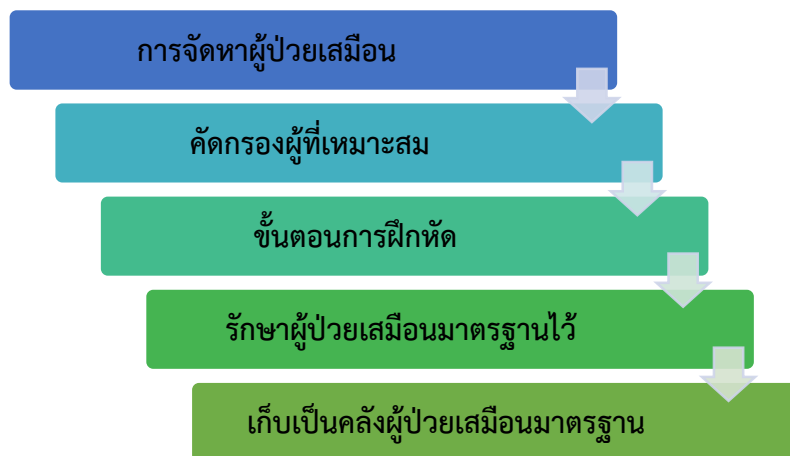 การจัดหาผู้ป่วยเสมือน
คัดกรองผู้ที่เหมาะสม
ขั้นตอนการฝึกหัด
รักษาผู้ป่วยเสมือนมาตรฐานไว้
เก็บเป็นคลังผู้ป่วยเสมือนมาตรฐาน